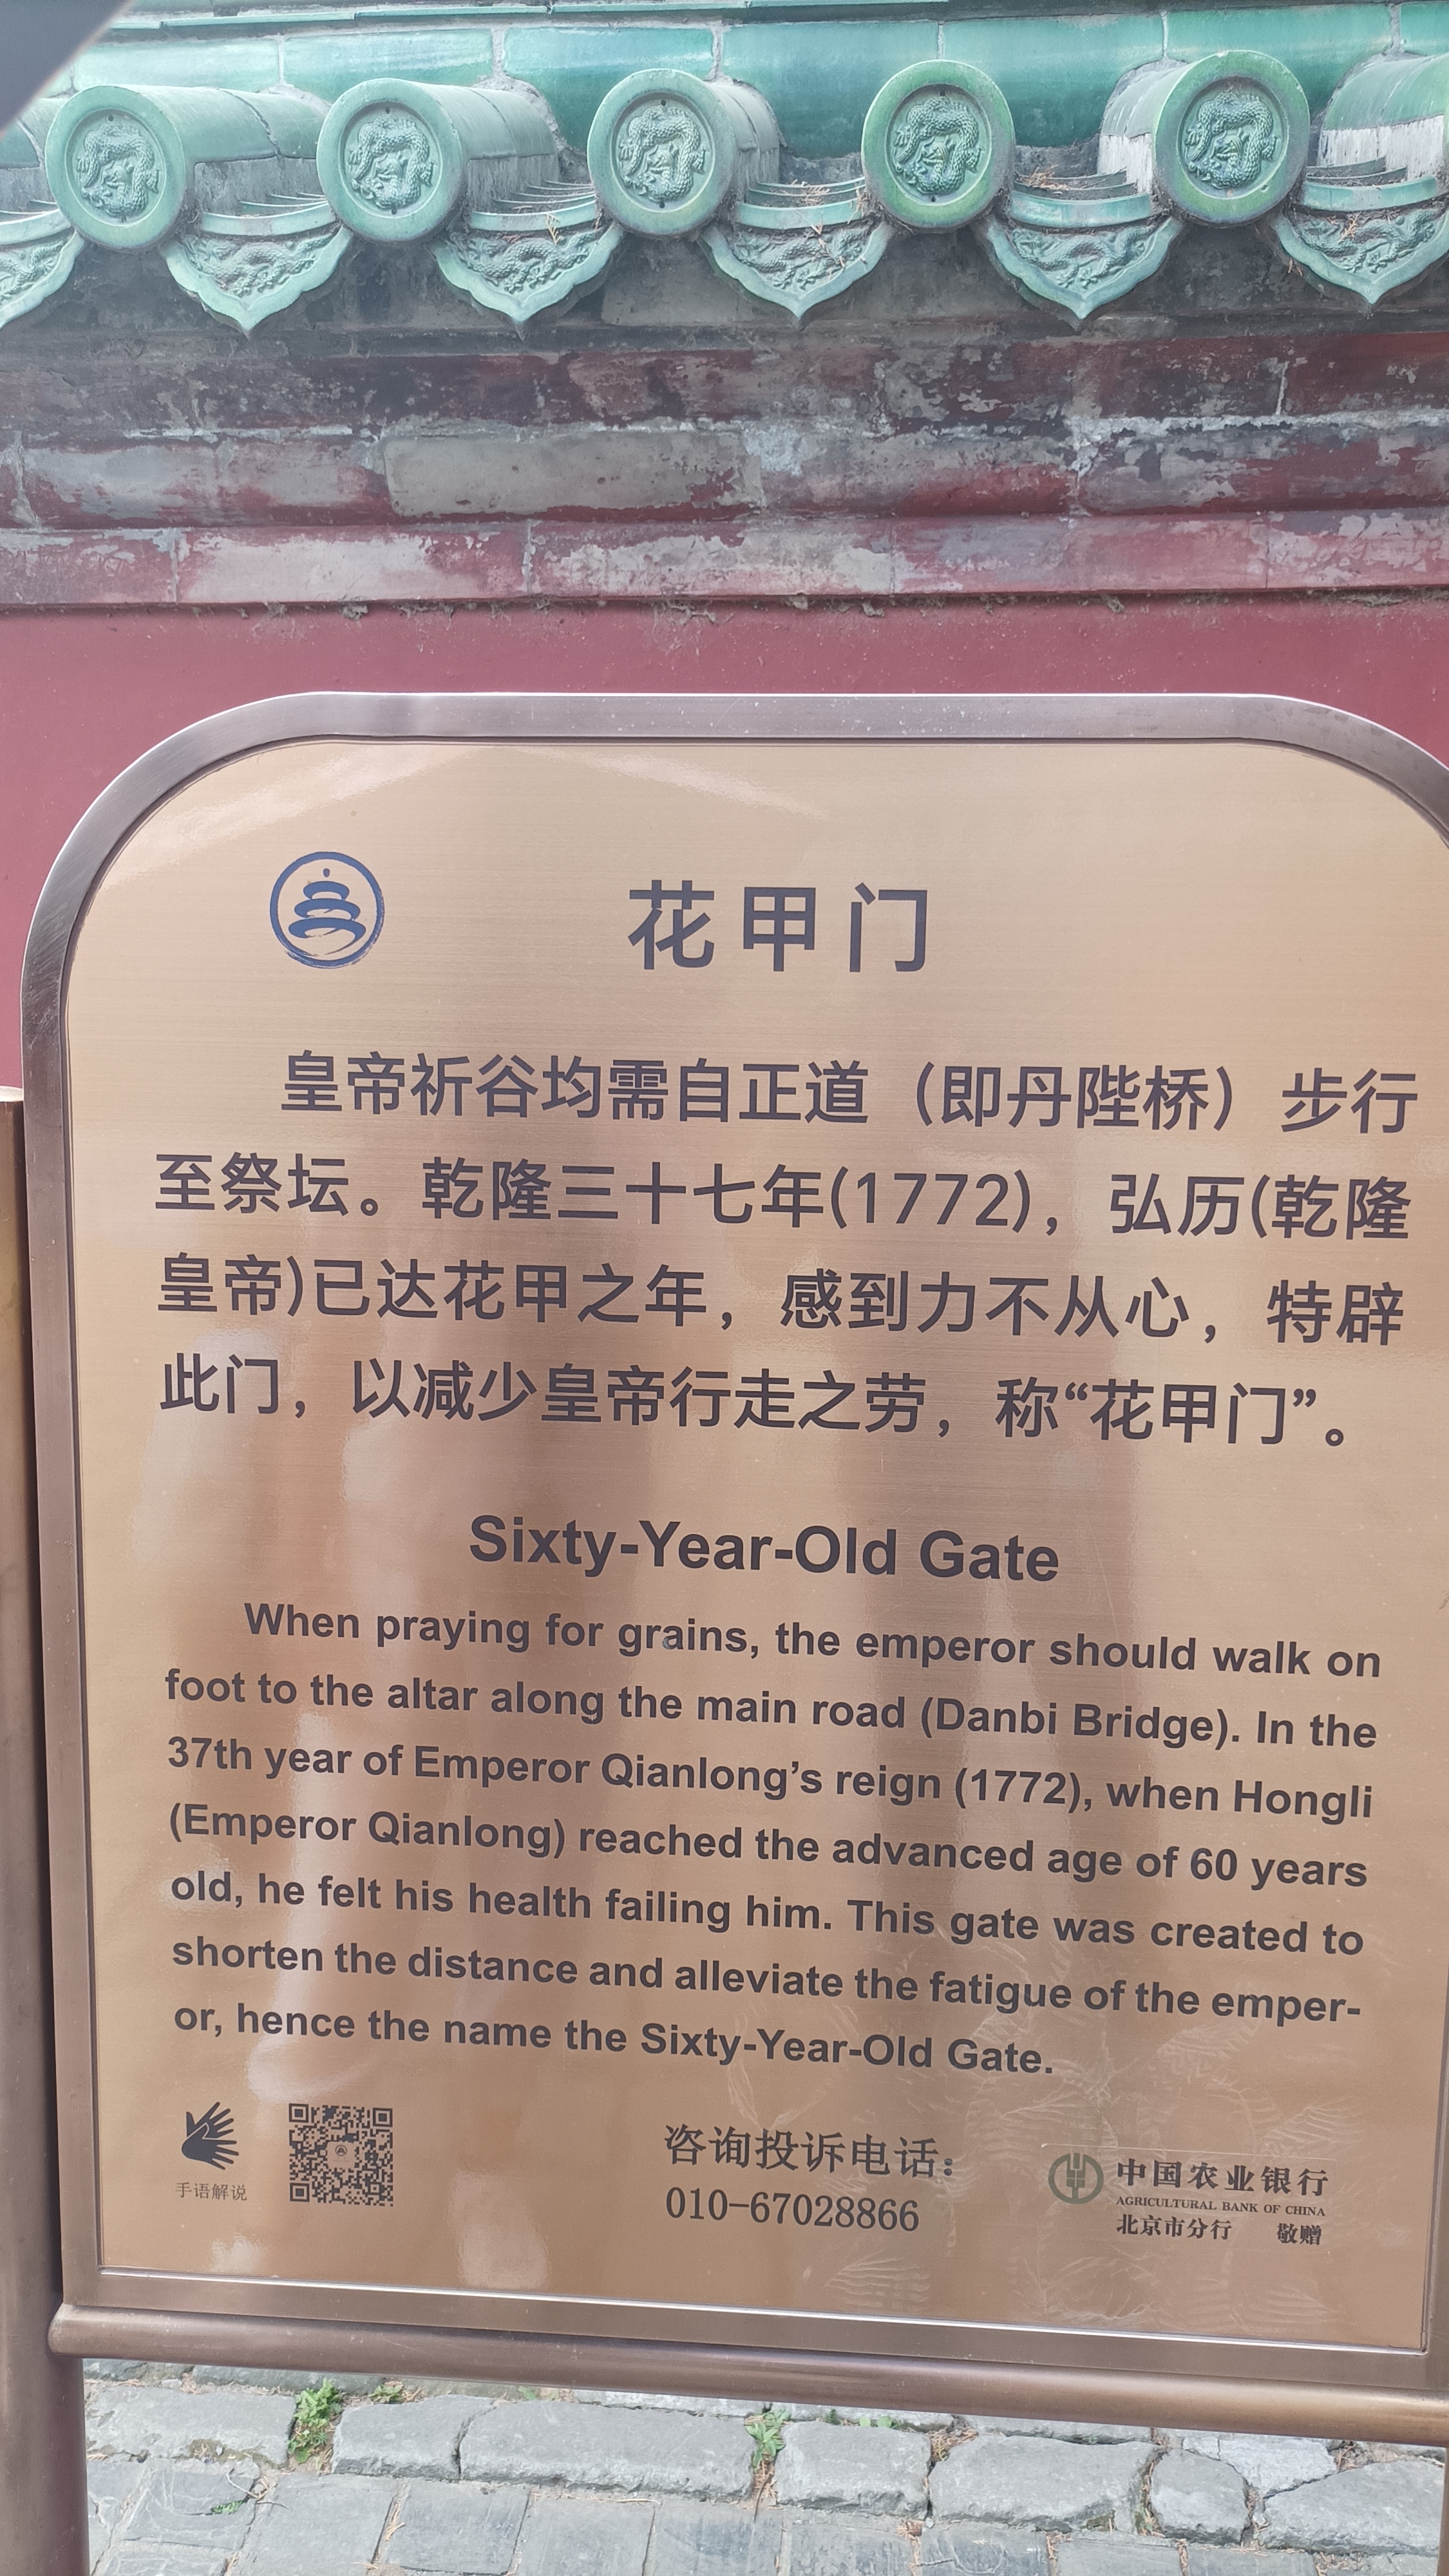 花甲门
皇帝祈谷均需自正道（即丹陛桥）步行
至祭坛。乾隆三十七年(1772)，弘历(乾隆
皇帝)已达花甲之年，感到力不从心，特辟
此门，以减少皇帝行走之劳，称“花甲门”。
Sixty-Year-Old Gate
When praying for grains, the emperor should walk on
foot to the altar along the main road (Danbi Bridge). In the
37th year of Emperor Qianlong’s reign (1772), when Hongli
(Emperor Qianlong) reached the advanced age of 60 years
old, he felt his health failing him. This gate was created to
shorten the distance and alleviate the fatigue of the emper-
or, hence the name the Sixty-Year-Old Gate.
手语解说
咨询投诉电话：
010-67028866
中国农业银行
AGRICULTURAL BANK OF CHINA
北京市分行 敬赠